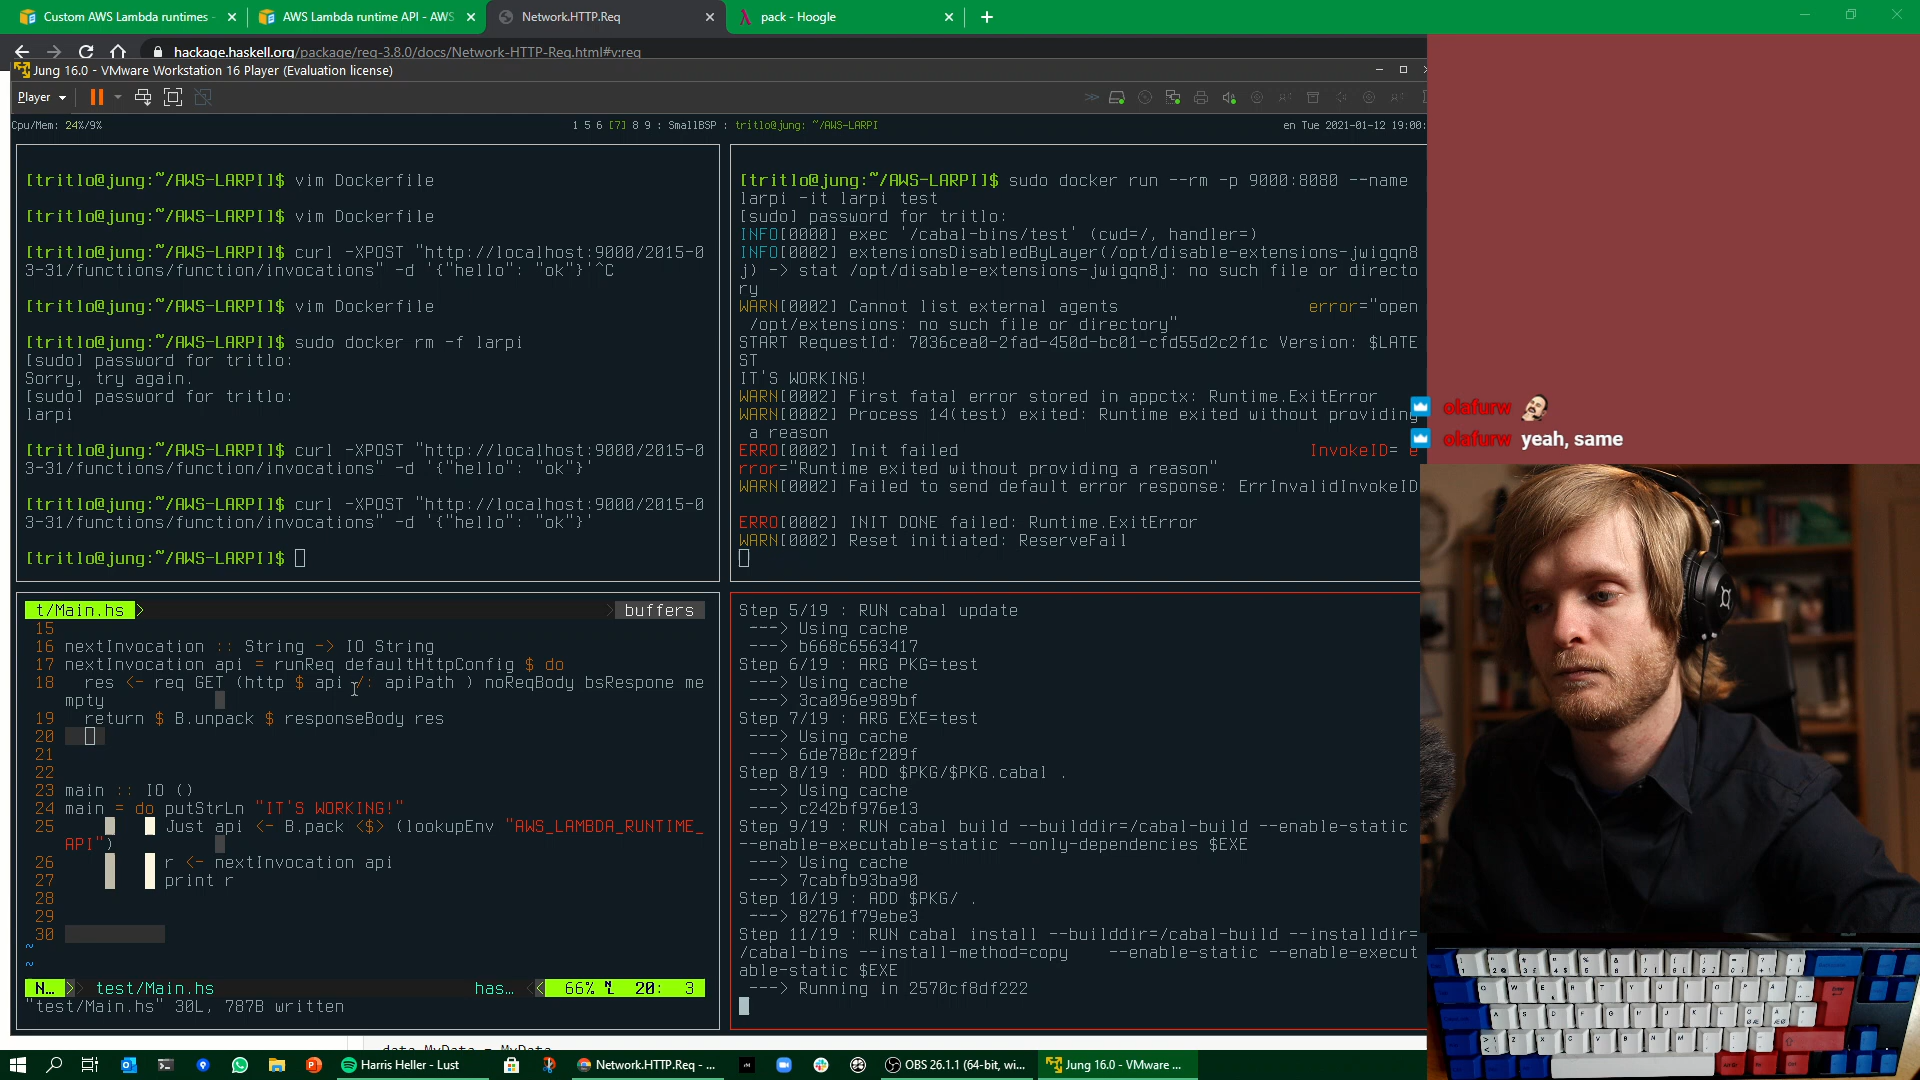 Custom AWS Lambda runtimes -
AWS Lambda runtime API - AWS
Network.HTTP.Req
pack - Hoogle
hackage.haskell.org/package/req-3.8.0/docs/Network-HTTP-Req.html#v:req
Jung 16.0 - VMware Workstation 16 Player (Evaluation license)
Player
Cpu/Mem: 24%/9%
1 5 6 [7] 8 9 : SmallBSP : tritlo@jung: ~/AWS-LARPI
en Tue 2021-01-12 19:00:
[tritlo@jung:~/AWS-LARPI]$ vim Dockerfile
[tritlo@jung:~/AWS-LARPI]$ vim Dockerfile
[tritlo@jung:~/AWS-LARPI]$ curl -XPOST "http://localhost:9000/2015-0
3-31/functions/function/invocations" -d '{"hello": "ok"}'^C
[tritlo@jung:~/AWS-LARPI]$ vim Dockerfile
[tritlo@jung:~/AWS-LARPI]$ sudo docker rm -f larpi
[sudo] password for tritlo:
Sorry, try again.
[sudo] password for tritlo:
larpi
[tritlo@jung:~/AWS-LARPI]$ curl -XPOST "http://localhost:9000/2015-0
3-31/functions/function/invocations" -d '{"hello": "ok"}'
[tritlo@jung:~/AWS-LARPI]$ curl -XPOST "http://localhost:9000/2015-0
3-31/functions/function/invocations" -d '{"hello": "ok"}'
[tritlo@jung:~/AWS-LARPI]$
[tritlo@jung:~/AWS-LARPI]$ sudo docker run --rm -p 9000:8080 --name
larpi -it larpi test
[sudo] password for tritlo:
INFO[0000] exec '/cabal-bins/test' (cwd=/, handler=)
INFO[0002] extensionsDisabledByLayer(/opt/disable-extensions-jwigqn8
j) -> stat /opt/disable-extensions-jwigqn8j: no such file or directo
ry
WARN[0002] Cannot list external agents error="open
/opt/extensions: no such file or directory"
START RequestId: 7036cea0-2fad-450d-bc01-cfd55d2c2f1c Version: $LATE
ST
IT'S WORKING!
WARN[0002] First fatal error stored in appctx: Runtime.ExitError
WARN[0002] Process 14(test) exited: Runtime exited without providing
a reason
ERRO[0002] Init failed InvokeID= e
rror="Runtime exited without providing a reason"
WARN[0002] Failed to send default error response: ErrInvalidInvokeID
ERRO[0002] INIT DONE failed: Runtime.ExitError
WARN[0002] Reset initiated: ReserveFail
olafurw
olafurw yeah, same
t/Main.hs buffers
15
16 nextInvocation :: String -> IO String
17 nextInvocation api = runReq defaultHttpConfig $ do
18 res <- req GET (http $ api /: apiPath ) noReqBody bsRespone me
mpty
19 return $ B.unpack $ responseBody res
20
21
22
23 main :: IO ()
24 main = do putStrLn "IT'S WORKING!"
25 Just api <- B.pack <$> (lookupEnv "AWS_LAMBDA_RUNTIME_
API")
26 r <- nextInvocation api
27 print r
28
29
30
~
~
N... test/Main.hs has... 66% 20: 3
"test/Main.hs" 30L, 787B written
Step 5/19 : RUN cabal update
---> Using cache
---> b668c6563417
Step 6/19 : ARG PKG=test
---> Using cache
---> 3ca096e989bf
Step 7/19 : ARG EXE=test
---> Using cache
---> 6de780cf209f
Step 8/19 : ADD $PKG/$PKG.cabal .
---> Using cache
---> c242bf976e13
Step 9/19 : RUN cabal build --builddir=/cabal-build --enable-static
--enable-executable-static --only-dependencies $EXE
---> Using cache
---> 7cabfb93ba90
Step 10/19 : ADD $PKG/ .
---> 82761f79ebe3
Step 11/19 : RUN cabal install --builddir=/cabal-build --installdir=
/cabal-bins --install-method=copy --enable-static --enable-execut
able-static $EXE
---> Running in 2570cf8df222
data MyData = MyData
Harris Heller - Lust
Network.HTTP.Req - ...
OBS 26.1.1 (64-bit, wi...
Jung 16.0 - VMware ...